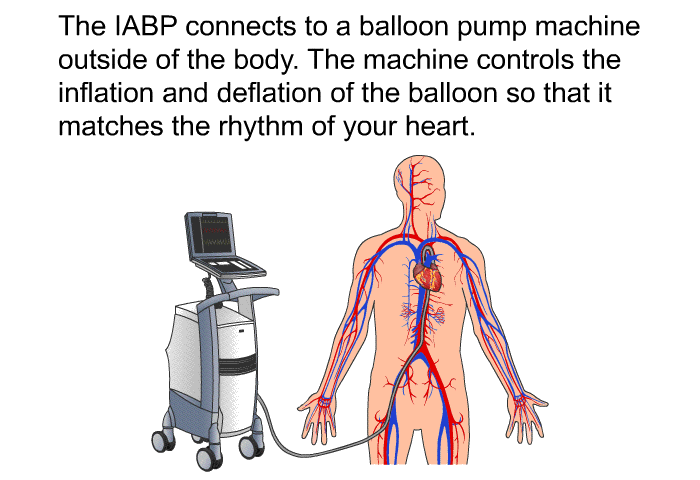 The IABP connects to a balloon pump machine
outside of the body. The machine controls the
inflation and deflation of the balloon so that it
matches the rhythm of your heart.